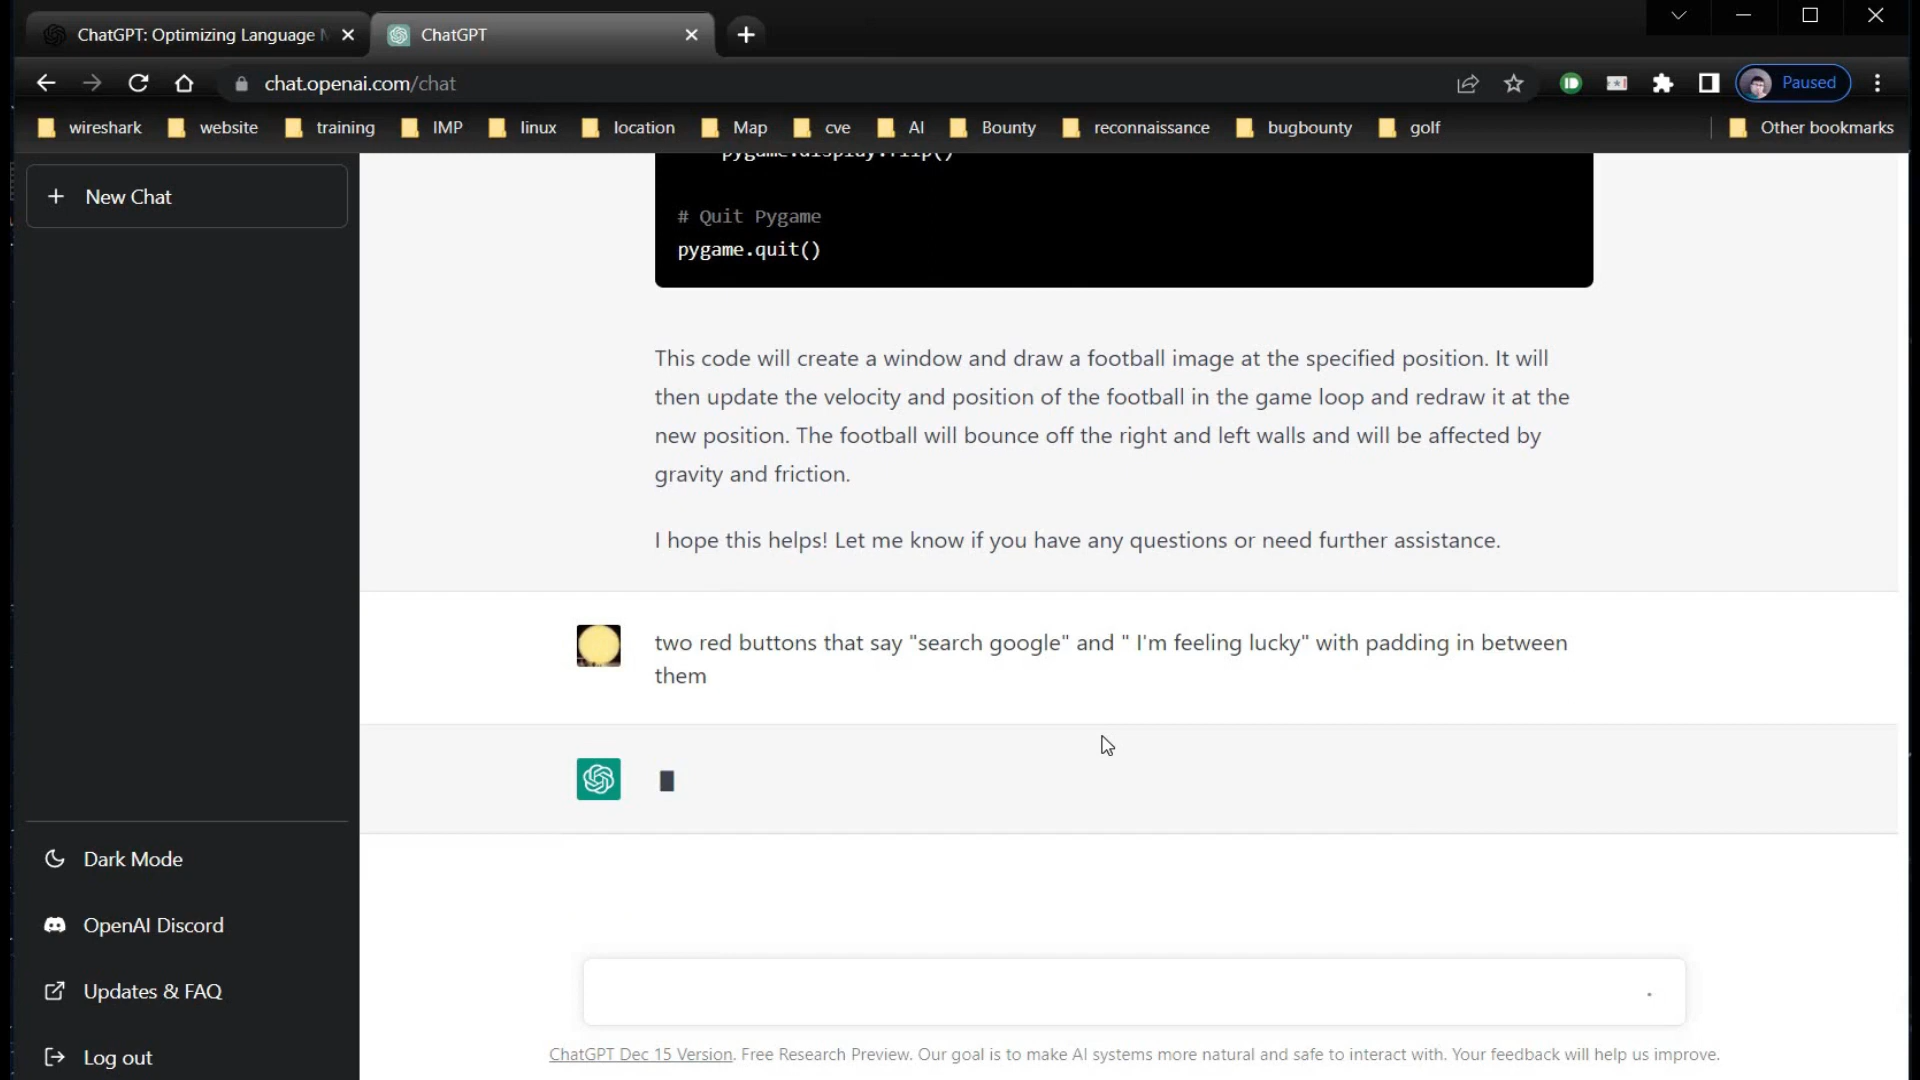 ChatGPT: Optimizing Language
ChatGPT
chat.openai.com/chat
Paused
wireshark
website
training
IMP
linux
location
Map
cve
AI
Bounty
reconnaissance
bugbounty
golf
Other bookmarks
New Chat
pygame.display.flip()
# Quit Pygame
pygame.quit()
This code will create a window and draw a football image at the specified position. It will
then update the velocity and position of the football in the game loop and redraw it at the
new position. The football will bounce off the right and left walls and will be affected by
gravity and friction.
I hope this helps! Let me know if you have any questions or need further assistance.
two red buttons that say "search google" and " I'm feeling lucky" with padding in between
them
Dark Mode
OpenAI Discord
Updates & FAQ
Log out
ChatGPT Dec 15 Version. Free Research Preview. Our goal is to make AI systems more natural and safe to interact with. Your feedback will help us improve.